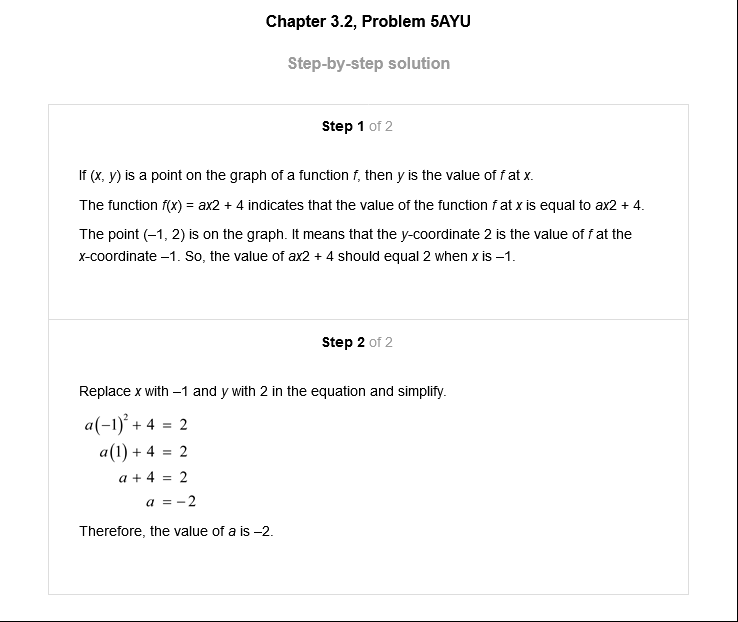 Chapter 3.2, Problem 5AYU
Step-by-step solution
Step 1 of 2
If (x, y) is a point on the graph of a function f, then y is the value of f at x.
The function f(x) = ax2 + 4 indicates that the value of the function f at x is equal to ax2 + 4.
The point (–1, 2) is on the graph. It means that the y-coordinate 2 is the value of f at the
x-coordinate –1. So, the value of ax2 + 4 should equal 2 when x is –1.
Step 2 of 2
Replace x with –1 and y with 2 in the equation and simplify.
a(−1)² + 4 = 2
a(1) + 4 = 2
a + 4 = 2
a = −2
Therefore, the value of a is –2.